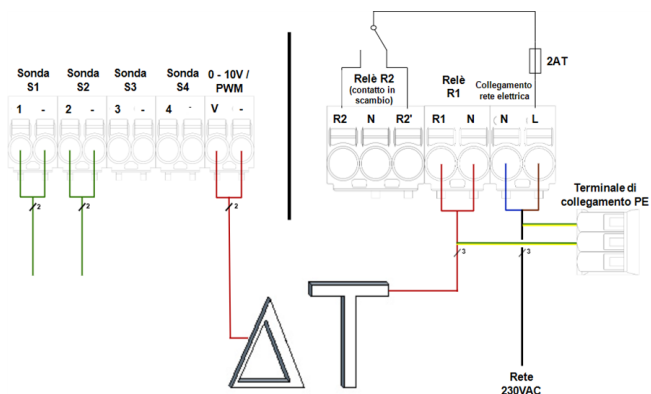 Sonda S1
Sonda S2
Sonda S3
Sonda S4
0 - 10V / PWM
1 -
2 -
3 -
4 -
V -
2
2
2
2AT
Relè R2
(contatto in scambio)
Relè R1
Collegamento rete elettrica
R2 N R2'
R1 N
N L
Terminale di collegamento PE
3
3
ΔT
Rete
230VAC